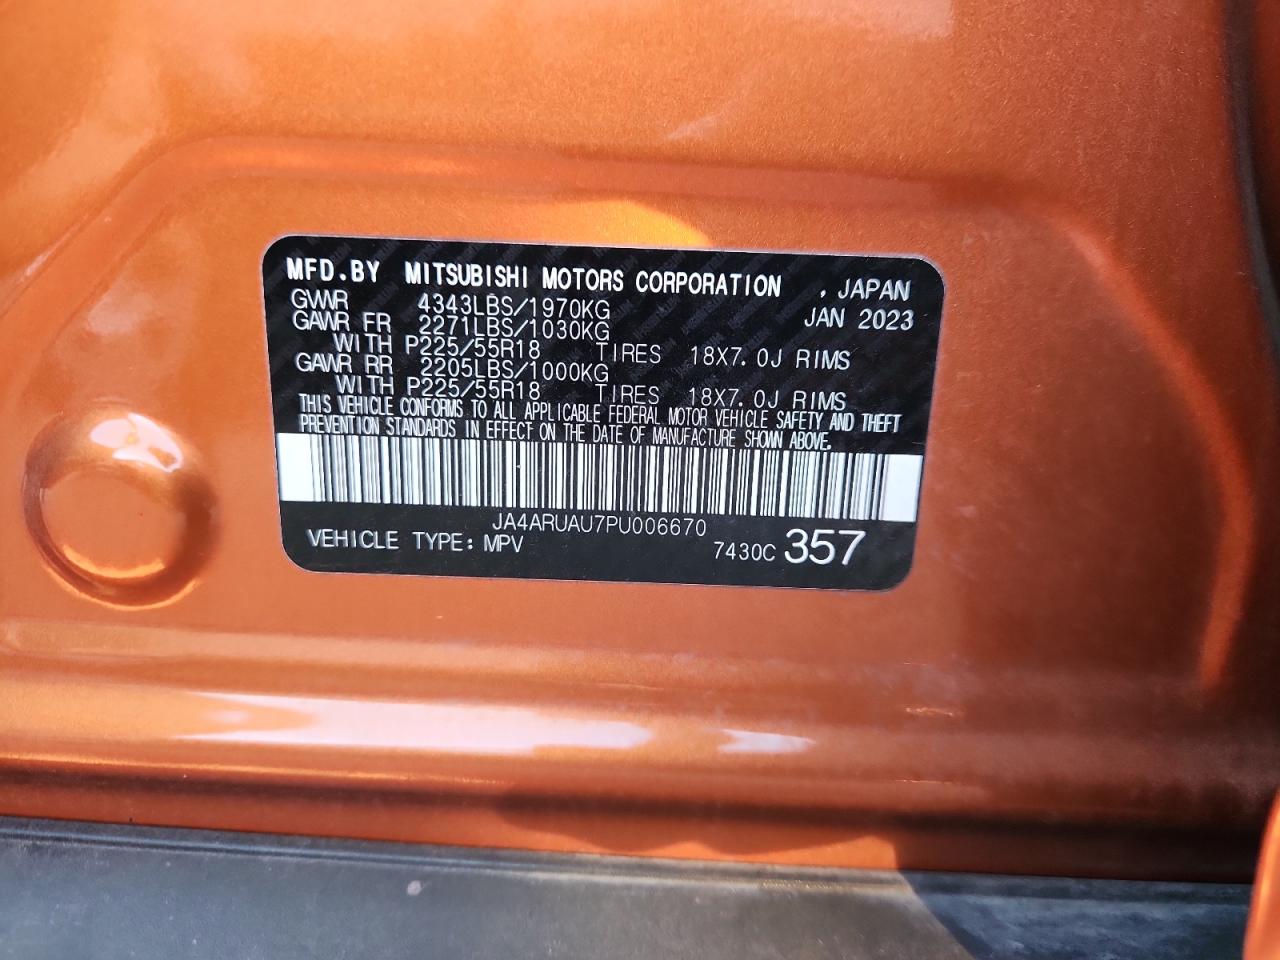 MFD.BY MITSUBISHI MOTORS CORPORATION , JAPAN
GVWR 4343LBS/1970KG JAN 2023
GAWR FR 2271LBS/1030KG
WITH P225/55R18 TIRES 18X7.0J RIMS
GAWR RR 2205LBS/1000KG
WITH P225/55R18 TIRES 18X7.0J RIMS
THIS VEHICLE CONFORMS TO ALL APPLICABLE FEDERAL MOTOR VEHICLE SAFETY AND THEFT
PREVENTION STANDARDS IN EFFECT ON THE DATE OF MANUFACTURE SHOWN ABOVE.
JA4ARUAU7PU006670
VEHICLE TYPE: MPV 7430C 357